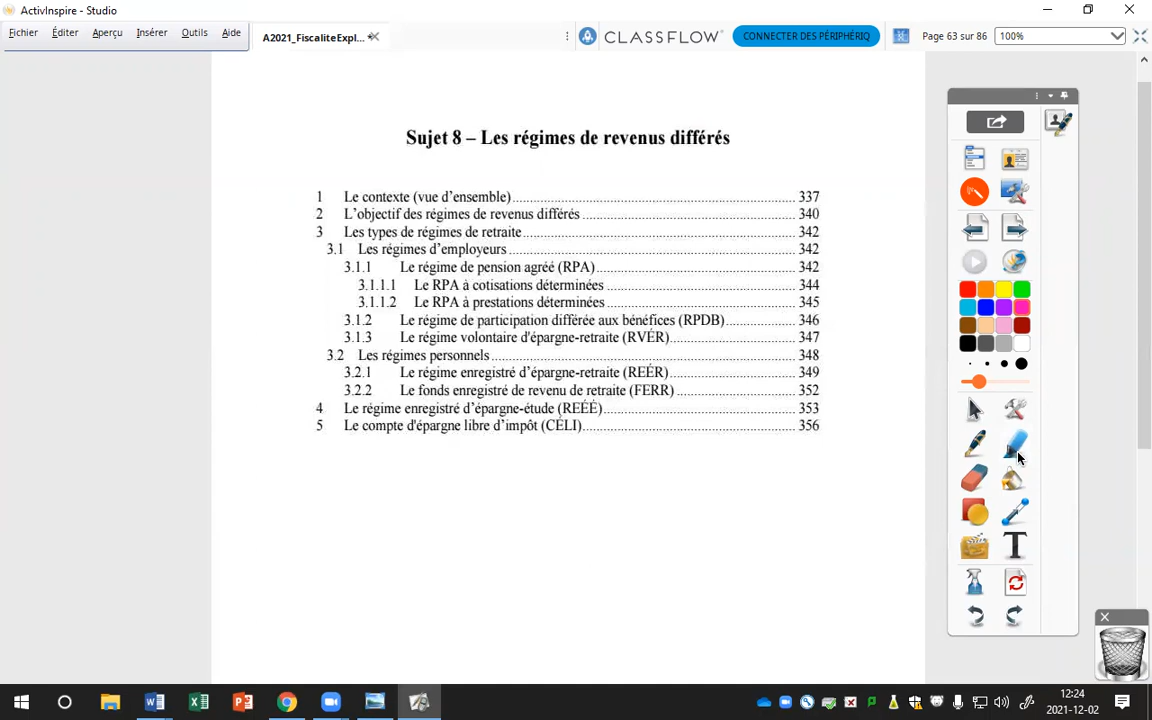 ActivInspire - Studio
Fichier Éditer Aperçu Insérer Outils Aide
A2021_FiscaliteExpl...
CLASSFLOW
CONNECTER DES PÉRIPHÉRIQ
Page 63 sur 86
100%
Sujet 8 – Les régimes de revenus différés
1 Le contexte (vue d'ensemble) 337
2 L'objectif des régimes de revenus différés 340
3 Les types de régimes de retraite 342
3.1 Les régimes d'employeurs 342
3.1.1 Le régime de pension agréé (RPA) 342
3.1.1.1 Le RPA à cotisations déterminées 344
3.1.1.2 Le RPA à prestations déterminées 345
3.1.2 Le régime de participation différée aux bénéfices (RPDB) 346
3.1.3 Le régime volontaire d'épargne-retraite (RVÉR) 347
3.2 Les régimes personnels 348
3.2.1 Le régime enregistré d'épargne-retraite (REÉR) 349
3.2.2 Le fonds enregistré de revenu de retraite (FERR) 352
4 Le régime enregistré d'épargne-étude (REÉÉ) 353
5 Le compte d'épargne libre d'impôt (CÉLI) 356
T
12:24
2021-12-02